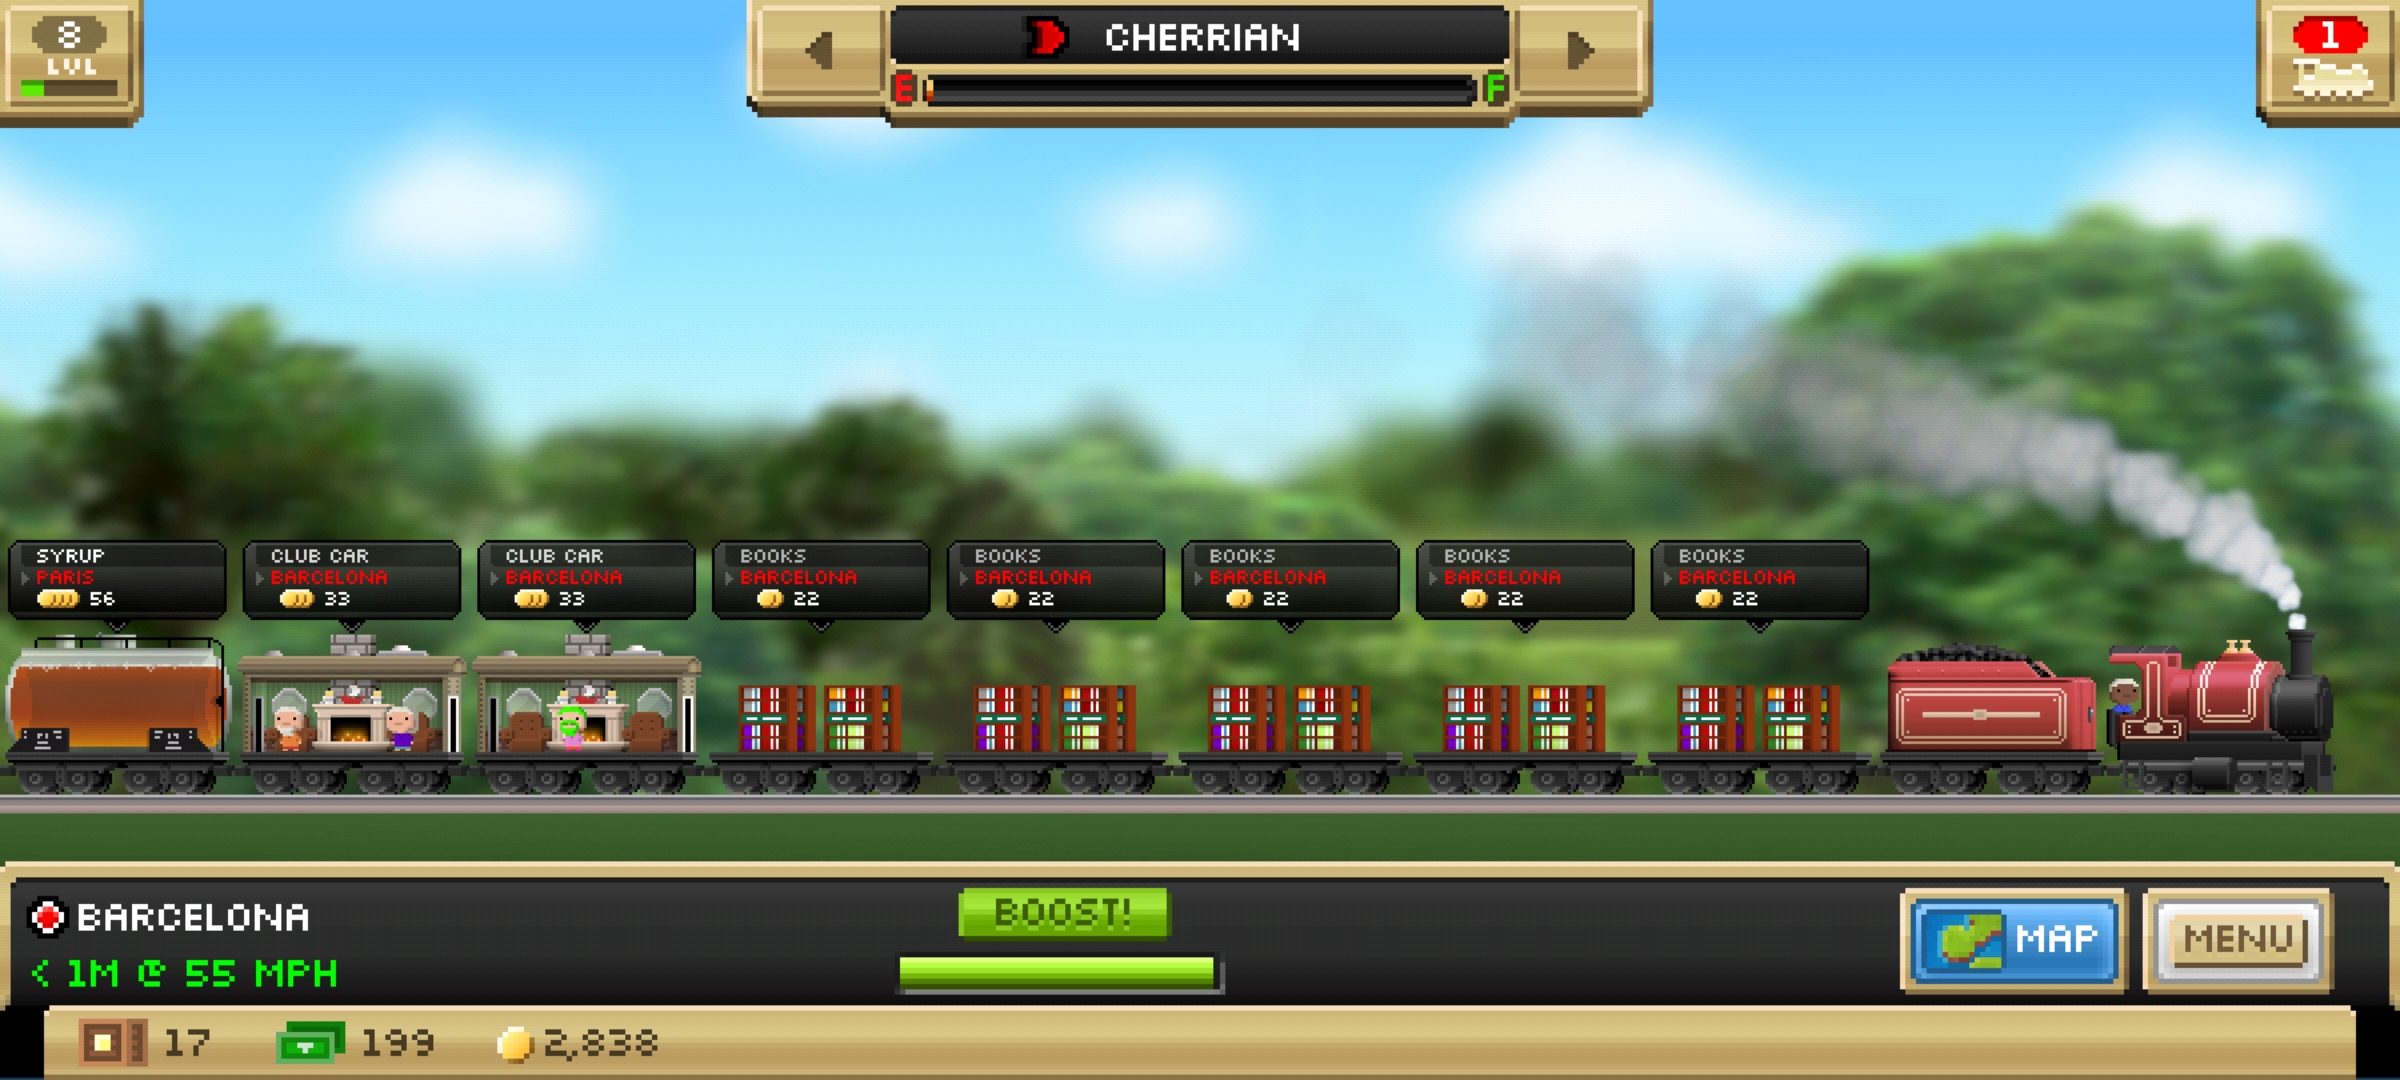 8
LVL
CHERRIAN
E F
1
SYRUP
PARIS
56
CLUB CAR
BARCELONA
33
CLUB CAR
BARCELONA
33
BOOKS
BARCELONA
22
BOOKS
BARCELONA
22
BOOKS
BARCELONA
22
BOOKS
BARCELONA
22
BOOKS
BARCELONA
22
BARCELONA
< 1M @ 55 MPH
BOOST!
MAP
MENU
17
199
2,838